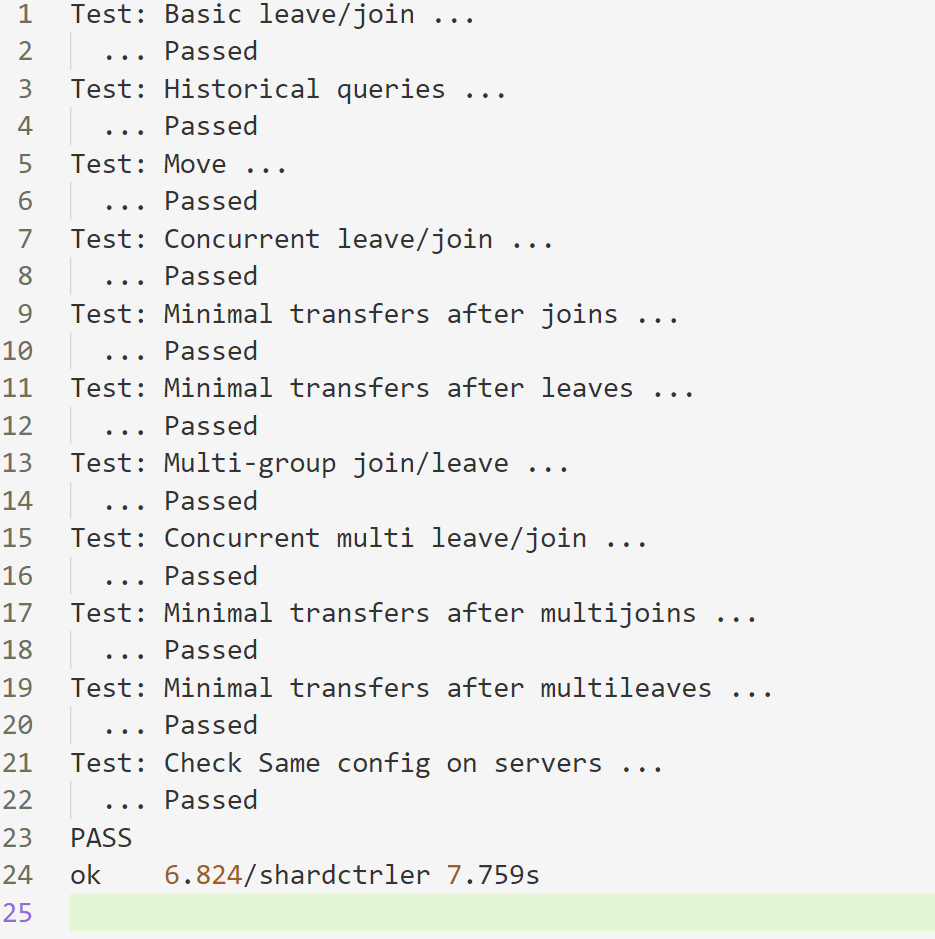 1 Test: Basic leave/join ...
2 ... Passed
3 Test: Historical queries ...
4 ... Passed
5 Test: Move ...
6 ... Passed
7 Test: Concurrent leave/join ...
8 ... Passed
9 Test: Minimal transfers after joins ...
10 ... Passed
11 Test: Minimal transfers after leaves ...
12 ... Passed
13 Test: Multi-group join/leave ...
14 ... Passed
15 Test: Concurrent multi leave/join ...
16 ... Passed
17 Test: Minimal transfers after multijoins ...
18 ... Passed
19 Test: Minimal transfers after multileaves ...
20 ... Passed
21 Test: Check Same config on servers ...
22 ... Passed
23 PASS
24 ok 6.824/shardctrler 7.759s
25